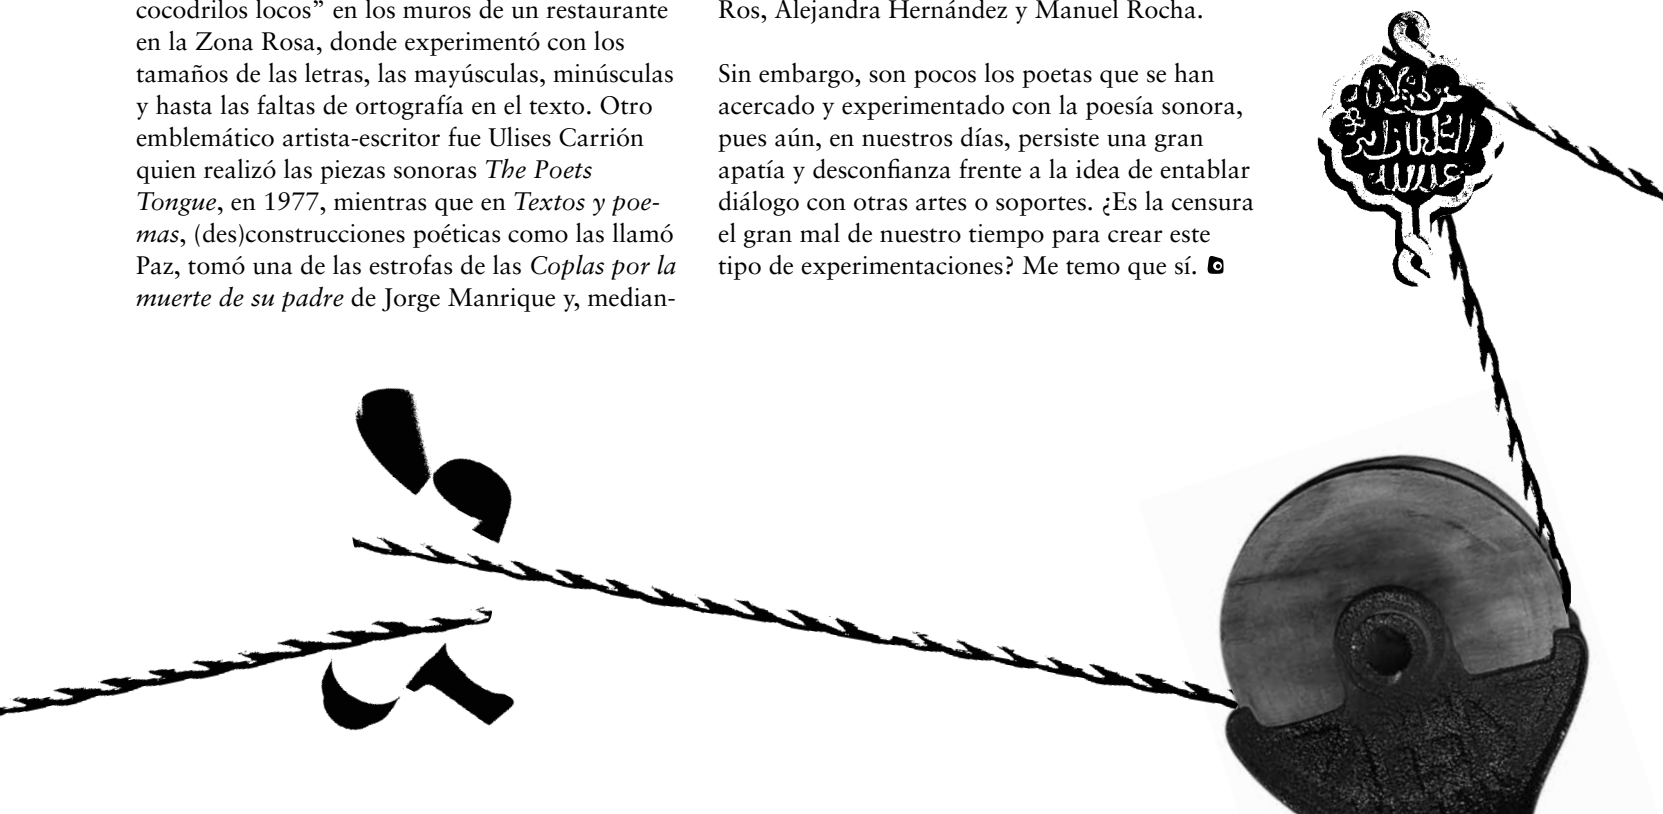 cocodrilos locos” en los muros de un restaurante
en la Zona Rosa, donde experimentó con los
tamaños de las letras, las mayúsculas, minúsculas
y hasta las faltas de ortografía en el texto. Otro
emblemático artista-escritor fue Ulises Carrión
quien realizó las piezas sonoras The Poets
Tongue, en 1977, mientras que en Textos y poe-
mas, (des)construcciones poéticas como las llamó
Paz, tomó una de las estrofas de las Coplas por la
muerte de su padre de Jorge Manrique y, median-
Ros, Alejandra Hernández y Manuel Rocha.
Sin embargo, son pocos los poetas que se han
acercado y experimentado con la poesía sonora,
pues aún, en nuestros días, persiste una gran
apatía y desconfianza frente a la idea de entablar
diálogo con otras artes o soportes. ¿Es la censura
el gran mal de nuestro tiempo para crear este
tipo de experimentaciones? Me temo que sí.